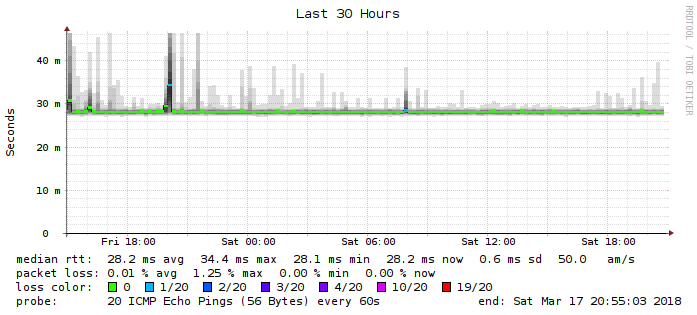 Last 30 Hours
RRDTOOL / TOBI OETIKER
Seconds
40 m
30 m
20 m
10 m
0
Fri 18:00 Sat 00:00 Sat 06:00 Sat 12:00 Sat 18:00
median rtt: 28.2 ms avg 34.4 ms max 28.1 ms min 28.2 ms now 0.6 ms sd 50.0 am/s
packet loss: 0.01 % avg 1.25 % max 0.00 % min 0.00 % now
loss color: 0 1/20 2/20 3/20 4/20 10/20 19/20
probe: 20 ICMP Echo Pings (56 Bytes) every 60s end: Sat Mar 17 20:55:03 2018